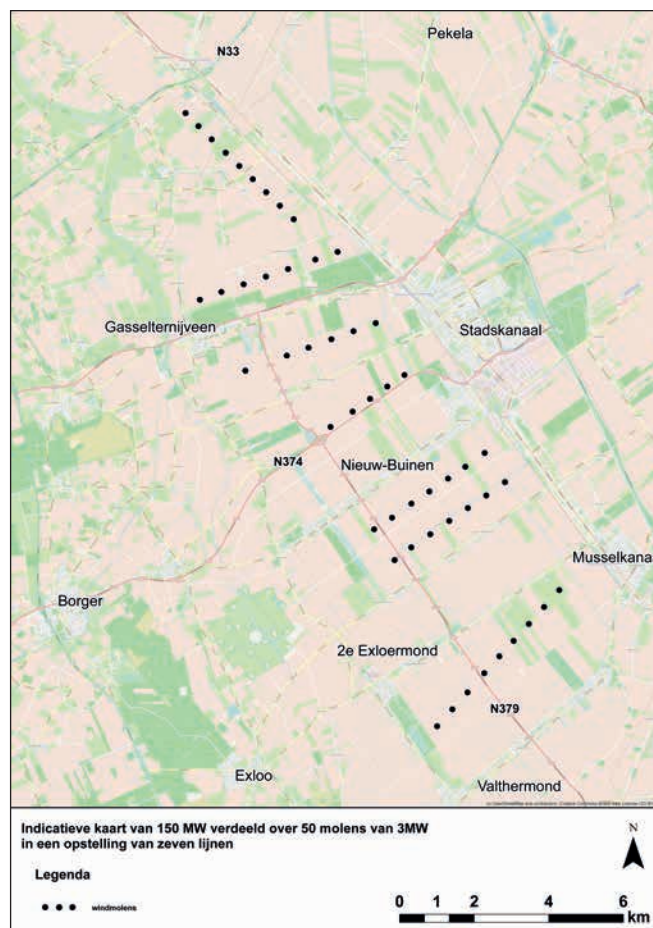 N33
Pekela
Gasselternijveen
Stadskanaal
N374
Nieuw-Buinen
Musselkana
Borger
2e Exloermond
N379
Exloo
Valthermond
Indicatieve kaart van 150 MW verdeeld over 50 molens van 3MW
in een opstelling van zeven lijnen
Legenda
windmolens
N
0 1 2 4 6
km